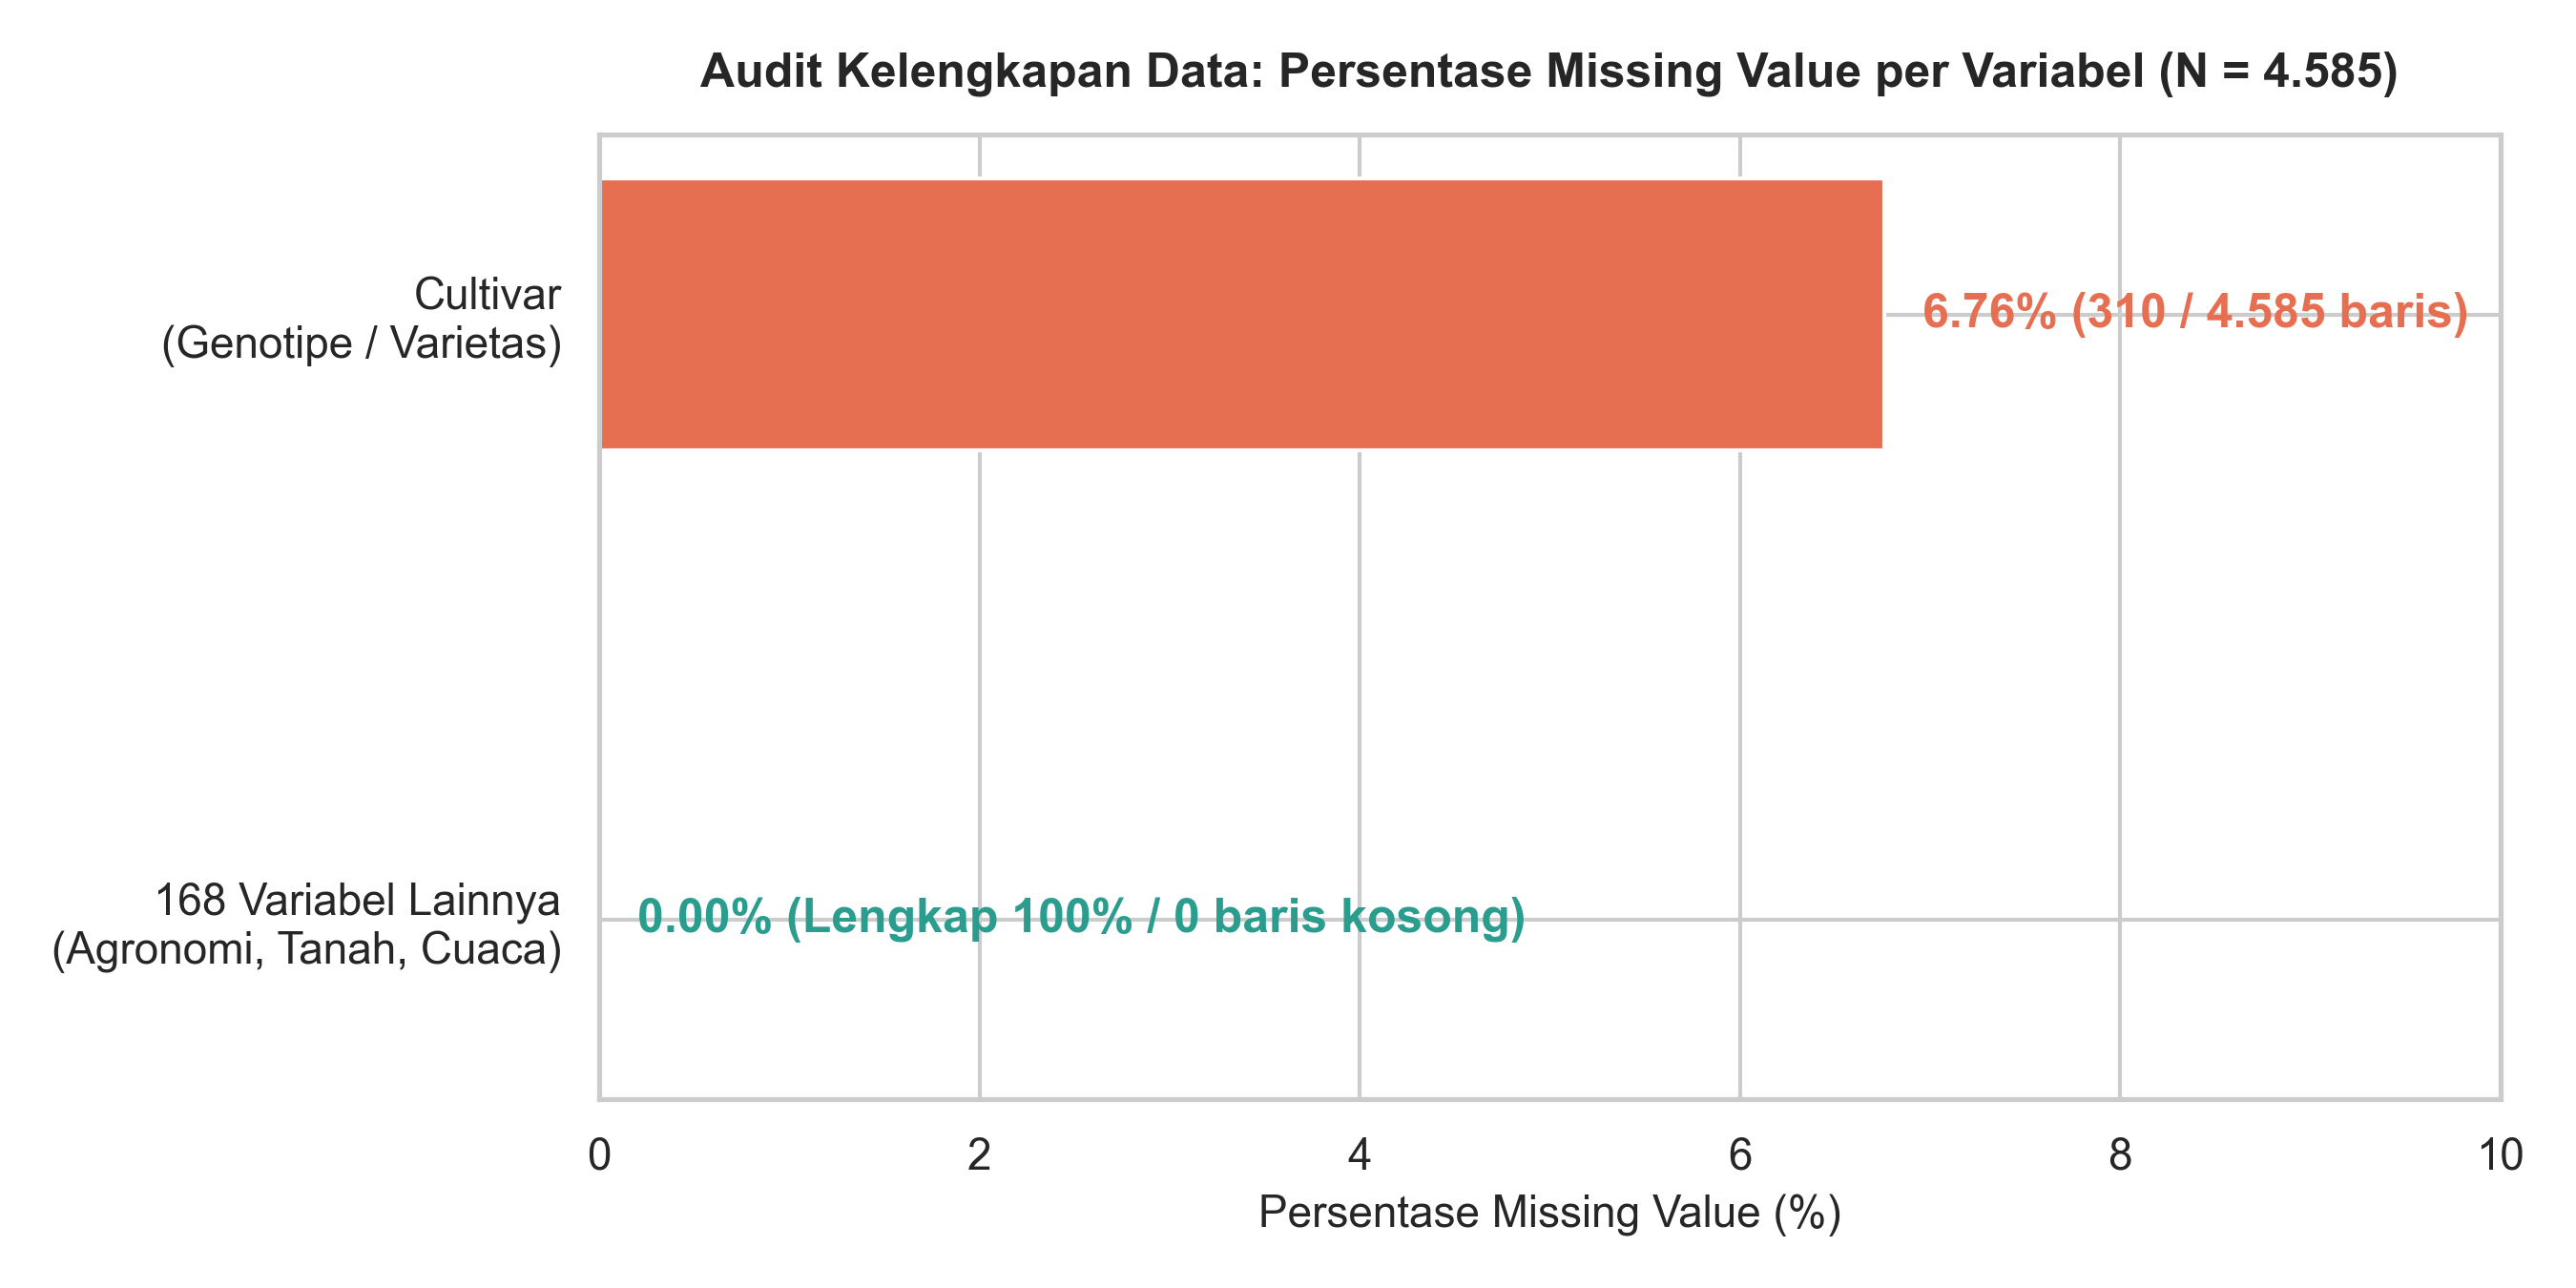 Audit Kelengkapan Data: Persentase Missing Value per Variabel (N = 4.585)
Cultivar
(Genotipe / Varietas)
6.76% (310 / 4.585 baris)
168 Variabel Lainnya
(Agronomi, Tanah, Cuaca)
0.00% (Lengkap 100% / 0 baris kosong)
0 2 4 6 8 10
Persentase Missing Value (%)